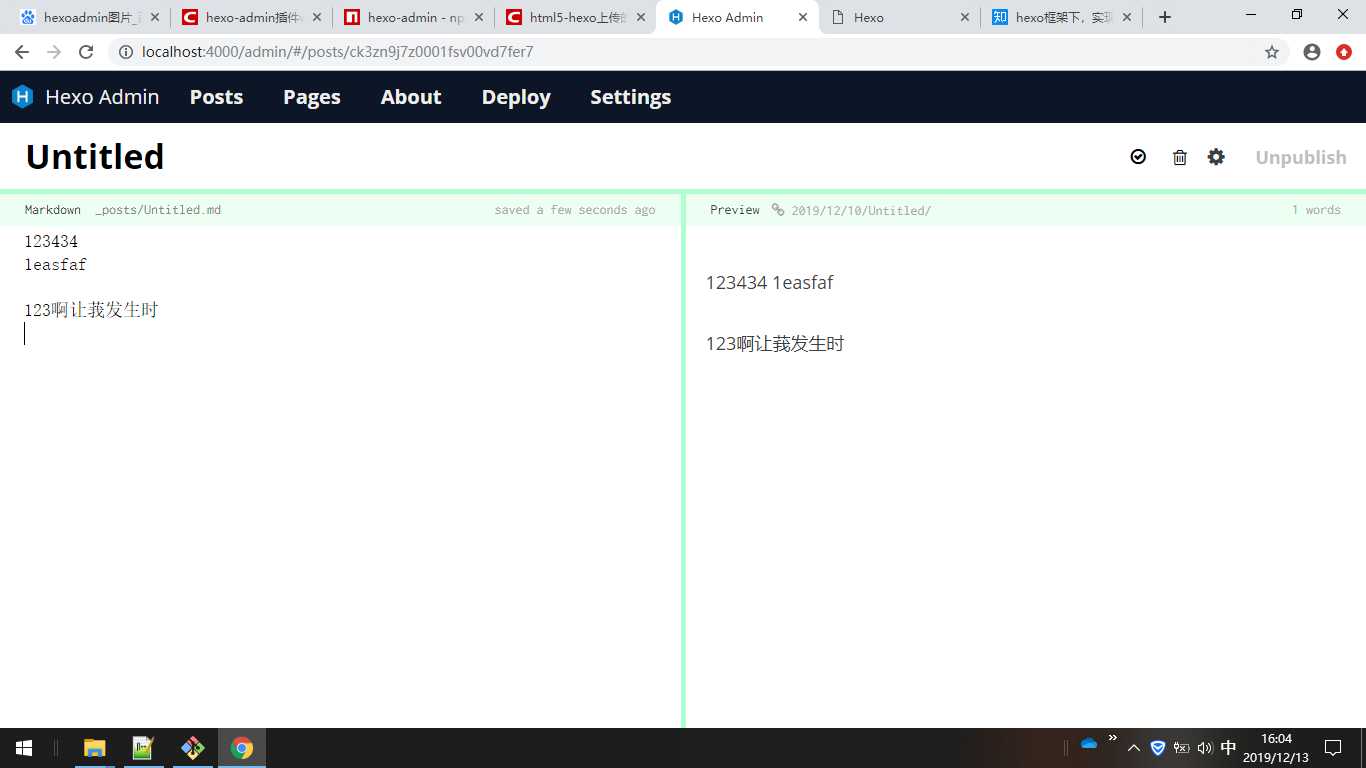 hexoadmin图片_
hexo-admin插件
hexo-admin - np
html5-hexo上传
Hexo Admin
Hexo
hexo框架下，实现
localhost:4000/admin/#/posts/ck3zn9j7z0001fsv00vd7fer7
Hexo Admin Posts Pages About Deploy Settings
Untitled
Unpublish
Markdown _posts/Untitled.md saved a few seconds ago
Preview 2019/12/10/Untitled/ 1 words
123434
1easfaf
123啊让莪发生时
123434 1easfaf
123啊让莪发生时
中
16:04
2019/12/13